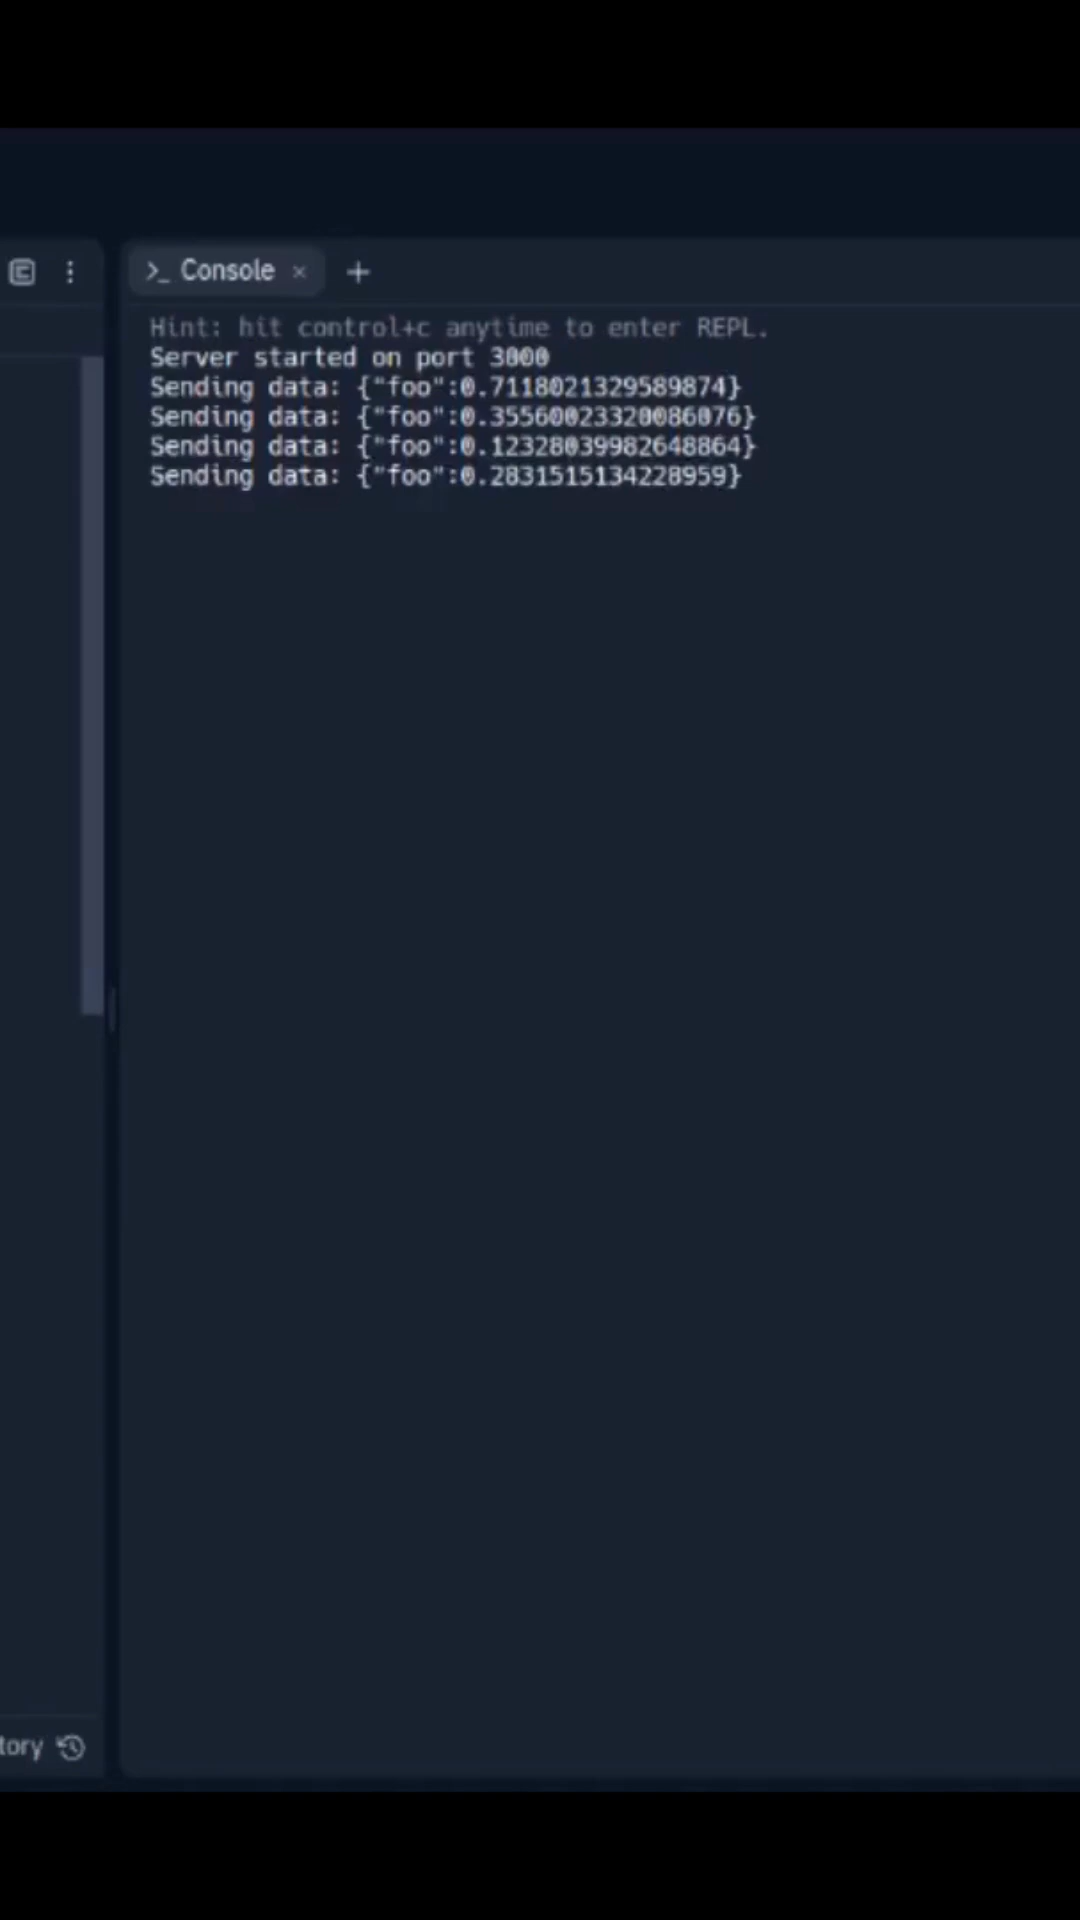 Console
Hint: hit control+c anytime to enter REPL.
Server started on port 3000
Sending data: {"foo":0.7118021329589874}
Sending data: {"foo":0.35560023320086076}
Sending data: {"foo":0.12328039982648864}
Sending data: {"foo":0.2831515134228959}
tory